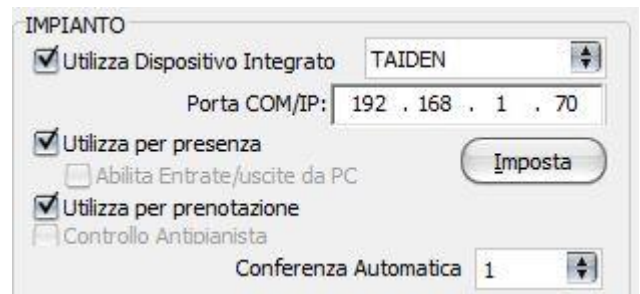 IMPIANTO
Utilizza Dispositivo Integrato TAIDEN
Porta COM/IP: 192 . 168 . 1 . 70
Utilizza per presenza
Abilita Entrate/uscite da PC
Imposta
Utilizza per prenotazione
Controllo Antipianista
Conferenza Automatica 1